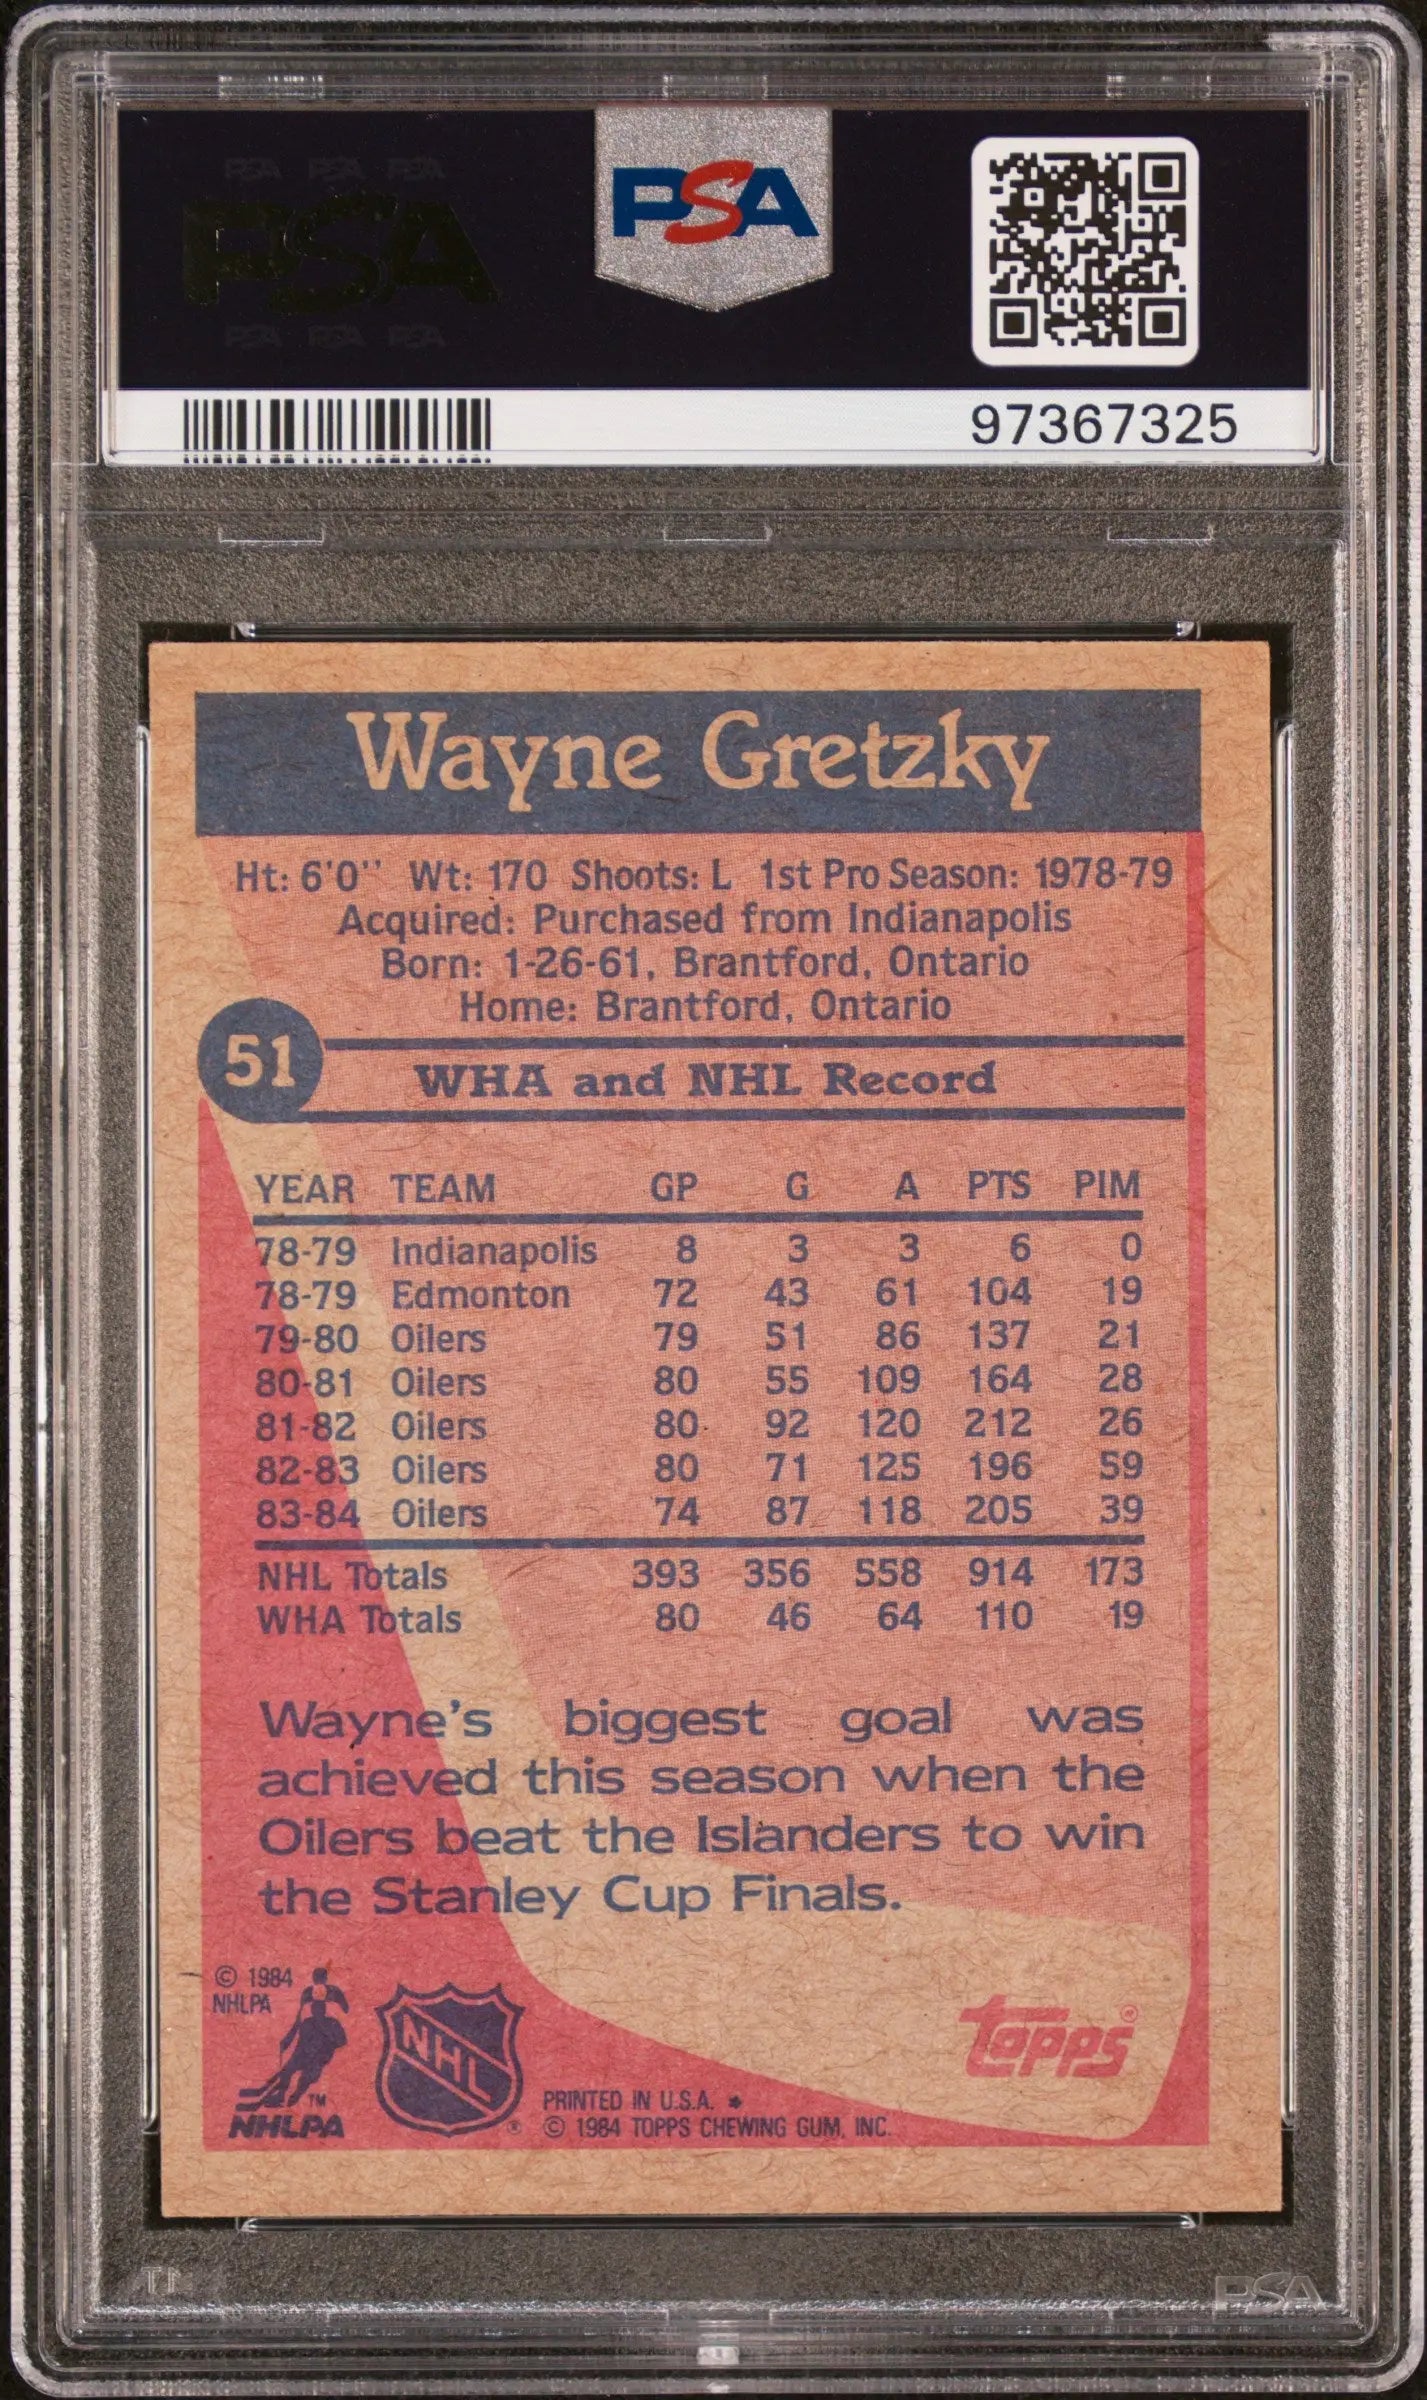 PSA PSA PSA
PSA
PSA PSA PSA
PSA
97367325
Wayne Gretzky
Ht: 6'0'' Wt: 170 Shoots: L 1st Pro Season: 1978-79
Acquired: Purchased from Indianapolis
Born: 1-26-61, Brantford, Ontario
Home: Brantford, Ontario
51
WHA and NHL Record
YEAR TEAM GP G A PTS PIM
78-79 Indianapolis 8 3 3 6 0
78-79 Edmonton 72 43 61 104 19
79-80 Oilers 79 51 86 137 21
80-81 Oilers 80 55 109 164 28
81-82 Oilers 80 92 120 212 26
82-83 Oilers 80 71 125 196 59
83-84 Oilers 74 87 118 205 39
NHL Totals 393 356 558 914 173
WHA Totals 80 46 64 110 19
Wayne's biggest goal was
achieved this season when the
Oilers beat the Islanders to win
the Stanley Cup Finals.
© 1984
NHLPA
TM
NHLPA
NHL
®
topps®
PRINTED IN U.S.A. *
© 1984 TOPPS CHEWING GUM, INC.
PSA